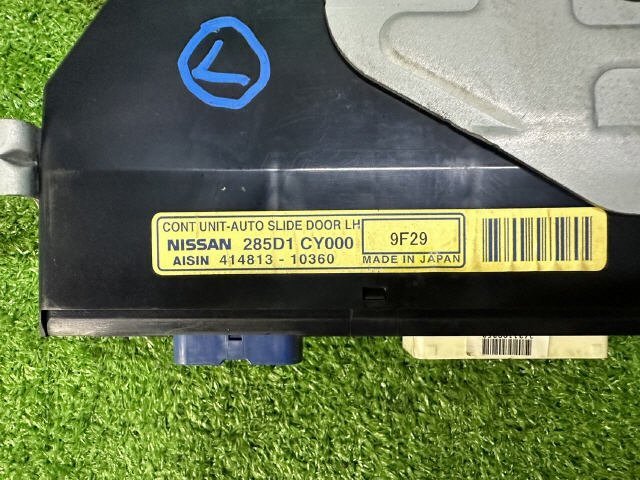 CONT UNIT-AUTO SLIDE DOOR LH
NISSAN 285D1 CY000 9F29
AISIN 414813 - 10360 MADE IN JAPAN